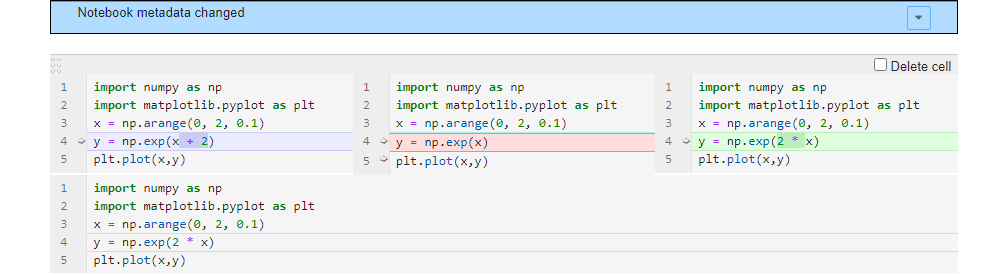 Notebook metadata changed
Delete cell
1 import numpy as np
2 import matplotlib.pyplot as plt
3 x = np.arange(0, 2, 0.1)
4 y = np.exp(x + 2)
5 plt.plot(x,y)
1 import numpy as np
2 import matplotlib.pyplot as plt
3 x = np.arange(0, 2, 0.1)
4 y = np.exp(x)
5 plt.plot(x,y)
1 import numpy as np
2 import matplotlib.pyplot as plt
3 x = np.arange(0, 2, 0.1)
4 y = np.exp(2 * x)
5 plt.plot(x,y)
1 import numpy as np
2 import matplotlib.pyplot as plt
3 x = np.arange(0, 2, 0.1)
4 y = np.exp(2 * x)
5 plt.plot(x,y)